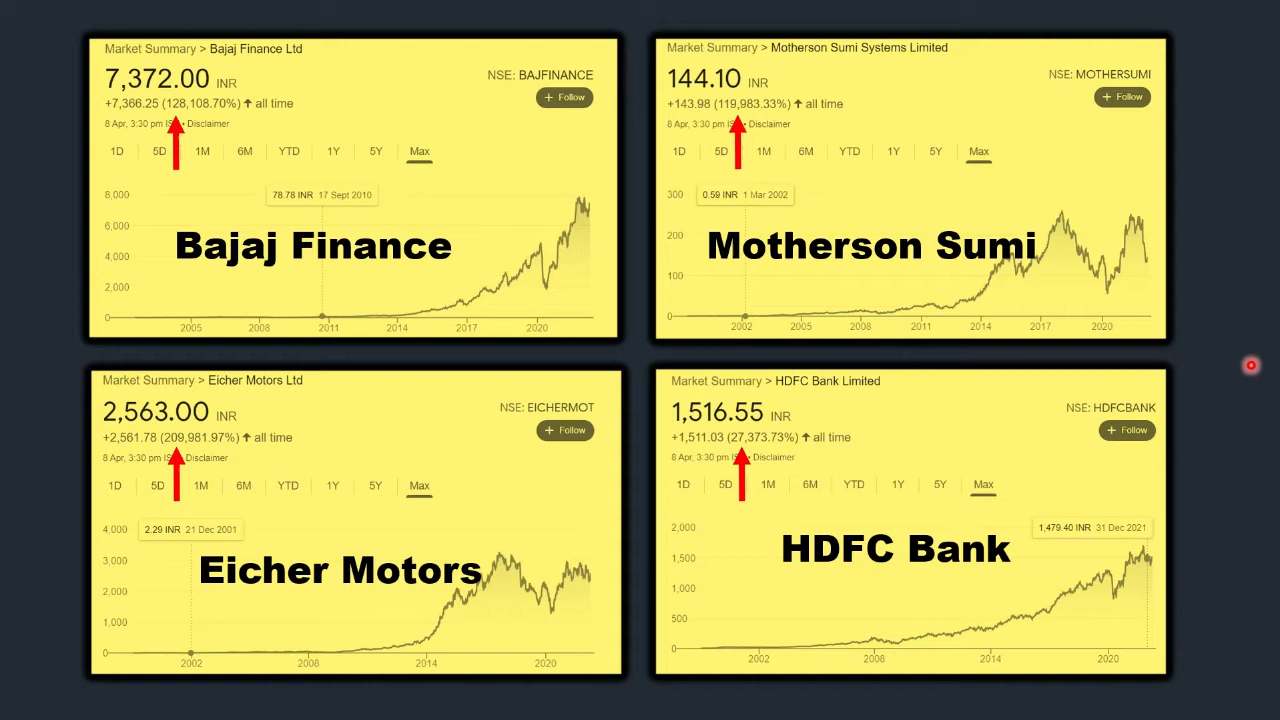 Market Summary > Bajaj Finance Ltd
7,372.00 INR
NSE: BAJFINANCE
+7,366.25 (128,108.70%) ↑ all time
+ Follow
8 Apr, 3:30 pm • Disclaimer
1D 5D 1M 6M YTD 1Y 5Y Max
78.78 INR 17 Sept 2010
8,000
6,000
4,000
2,000
0
Bajaj Finance
2005 2008 2011 2014 2017 2020
Market Summary > Motherson Sumi Systems Limited
144.10 INR
NSE: MOTHERSUMI
+143.98 (119,983.33%) ↑ all time
+ Follow
8 Apr, 3:30 pm • Disclaimer
1D 5D 1M 6M YTD 1Y 5Y Max
0.59 INR 1 Mar 2002
300
200
100
0
Motherson Sumi
2002 2005 2008 2011 2014 2017 2020
Market Summary > Eicher Motors Ltd
2,563.00 INR
NSE: EICHERMOT
+2,561.78 (209,981.97%) ↑ all time
+ Follow
8 Apr, 3:30 pm • Disclaimer
1D 5D 1M 6M YTD 1Y 5Y Max
2.29 INR 21 Dec 2001
4,000
3,000
2,000
1,000
0
Eicher Motors
2002 2008 2014 2020
Market Summary > HDFC Bank Limited
1,516.55 INR
NSE: HDFCBANK
+1,511.03 (27,373.73%) ↑ all time
+ Follow
8 Apr, 3:30 pm • Disclaimer
1D 5D 1M 6M YTD 1Y 5Y Max
1,479.40 INR 31 Dec 2021
2,000
1,500
1,000
500
0
HDFC Bank
2002 2008 2014 2020